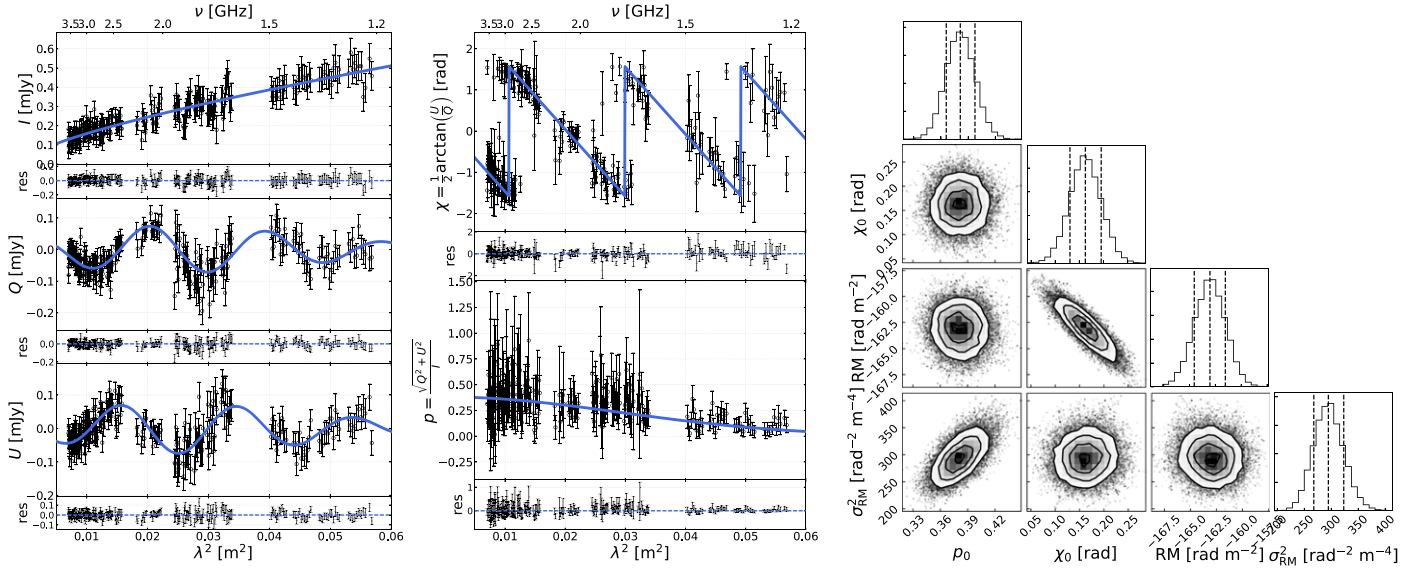 ν [GHz]
3.53.0 2.5 2.0 1.5 1.2
I [mJy]
0.6
0.5
0.4
0.3
0.2
0.1
0.0
res
0.2
0.0
−0.2
Q [mJy]
0.1
0.0
−0.1
−0.2
res
0.0
−0.2
U [mJy]
0.1
0.0
−0.1
−0.2
res
0.1
0.0
−0.1
0.01 0.02 0.03 0.04 0.05 0.06
λ² [m²]
ν [GHz]
3.53.0 2.5 2.0 1.5 1.2
χ = 1/2 arctan(U/Q) [rad]
2
1
0
−1
−2
res
2
0
−2
p = √(Q² + U²)/I
1.50
1.25
1.00
0.75
0.50
0.25
0.00
−0.25
res
1
0
0.01 0.02 0.03 0.04 0.05 0.06
λ² [m²]
χ₀ [rad]
0.25
0.20
0.15
0.10
0.05
RM [rad m⁻²]
−157.5
−160.0
−162.5
−165.0
−167.5
σ²RM [rad⁻² m⁻⁴]
400
350
300
250
200
0.33 0.36 0.39 0.42
p₀
0.05 0.10 0.15 0.20 0.25
χ₀ [rad]
−167.5 −165.0 −162.5 −160.0 −157.5
RM [rad m⁻²]
200 250 300 350 400
σ²RM [rad⁻² m⁻⁴]